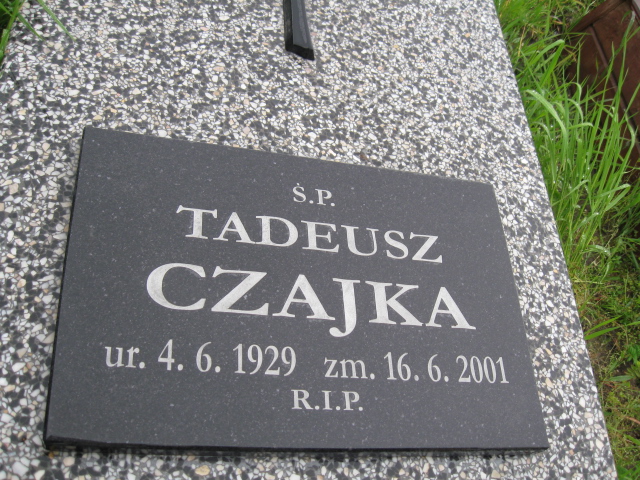 Ś.P.
TADEUSZ
CZAJKA
ur. 4. 6. 1929 zm. 16. 6. 2001
R.I.P.